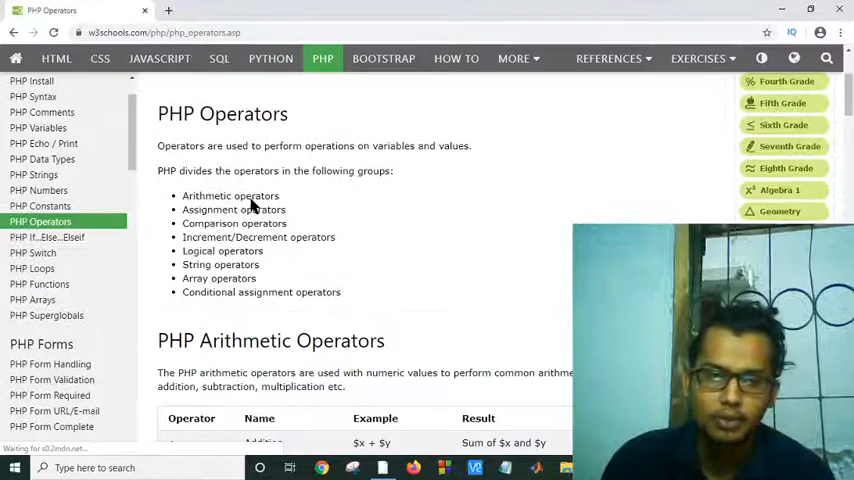 PHP Operators
w3schools.com/php/php_operators.asp
HTML CSS JAVASCRIPT SQL PYTHON PHP BOOTSTRAP HOW TO MORE REFERENCES EXERCISES
PHP Install
PHP Syntax
PHP Comments
PHP Variables
PHP Echo / Print
PHP Data Types
PHP Strings
PHP Numbers
PHP Constants
PHP Operators
PHP If...Else...Elseif
PHP Switch
PHP Loops
PHP Functions
PHP Arrays
PHP Superglobals
PHP Forms
PHP Form Handling
PHP Form Validation
PHP Form Required
PHP Form URL/E-mail
PHP Form Complete
Waiting for s0.2mdn.net...
PHP Operators
Operators are used to perform operations on variables and values.
PHP divides the operators in the following groups:
Arithmetic operators
Assignment operators
Comparison operators
Increment/Decrement operators
Logical operators
String operators
Array operators
Conditional assignment operators
PHP Arithmetic Operators
The PHP arithmetic operators are used with numeric values to perform common
addition, subtraction, multiplication etc.
Operator Name Example Result
Addition $x + $y Sum of $x and $y
Fourth Grade
Fifth Grade
Sixth Grade
Seventh Grade
Eighth Grade
Algebra 1
Geometry
Type here to search